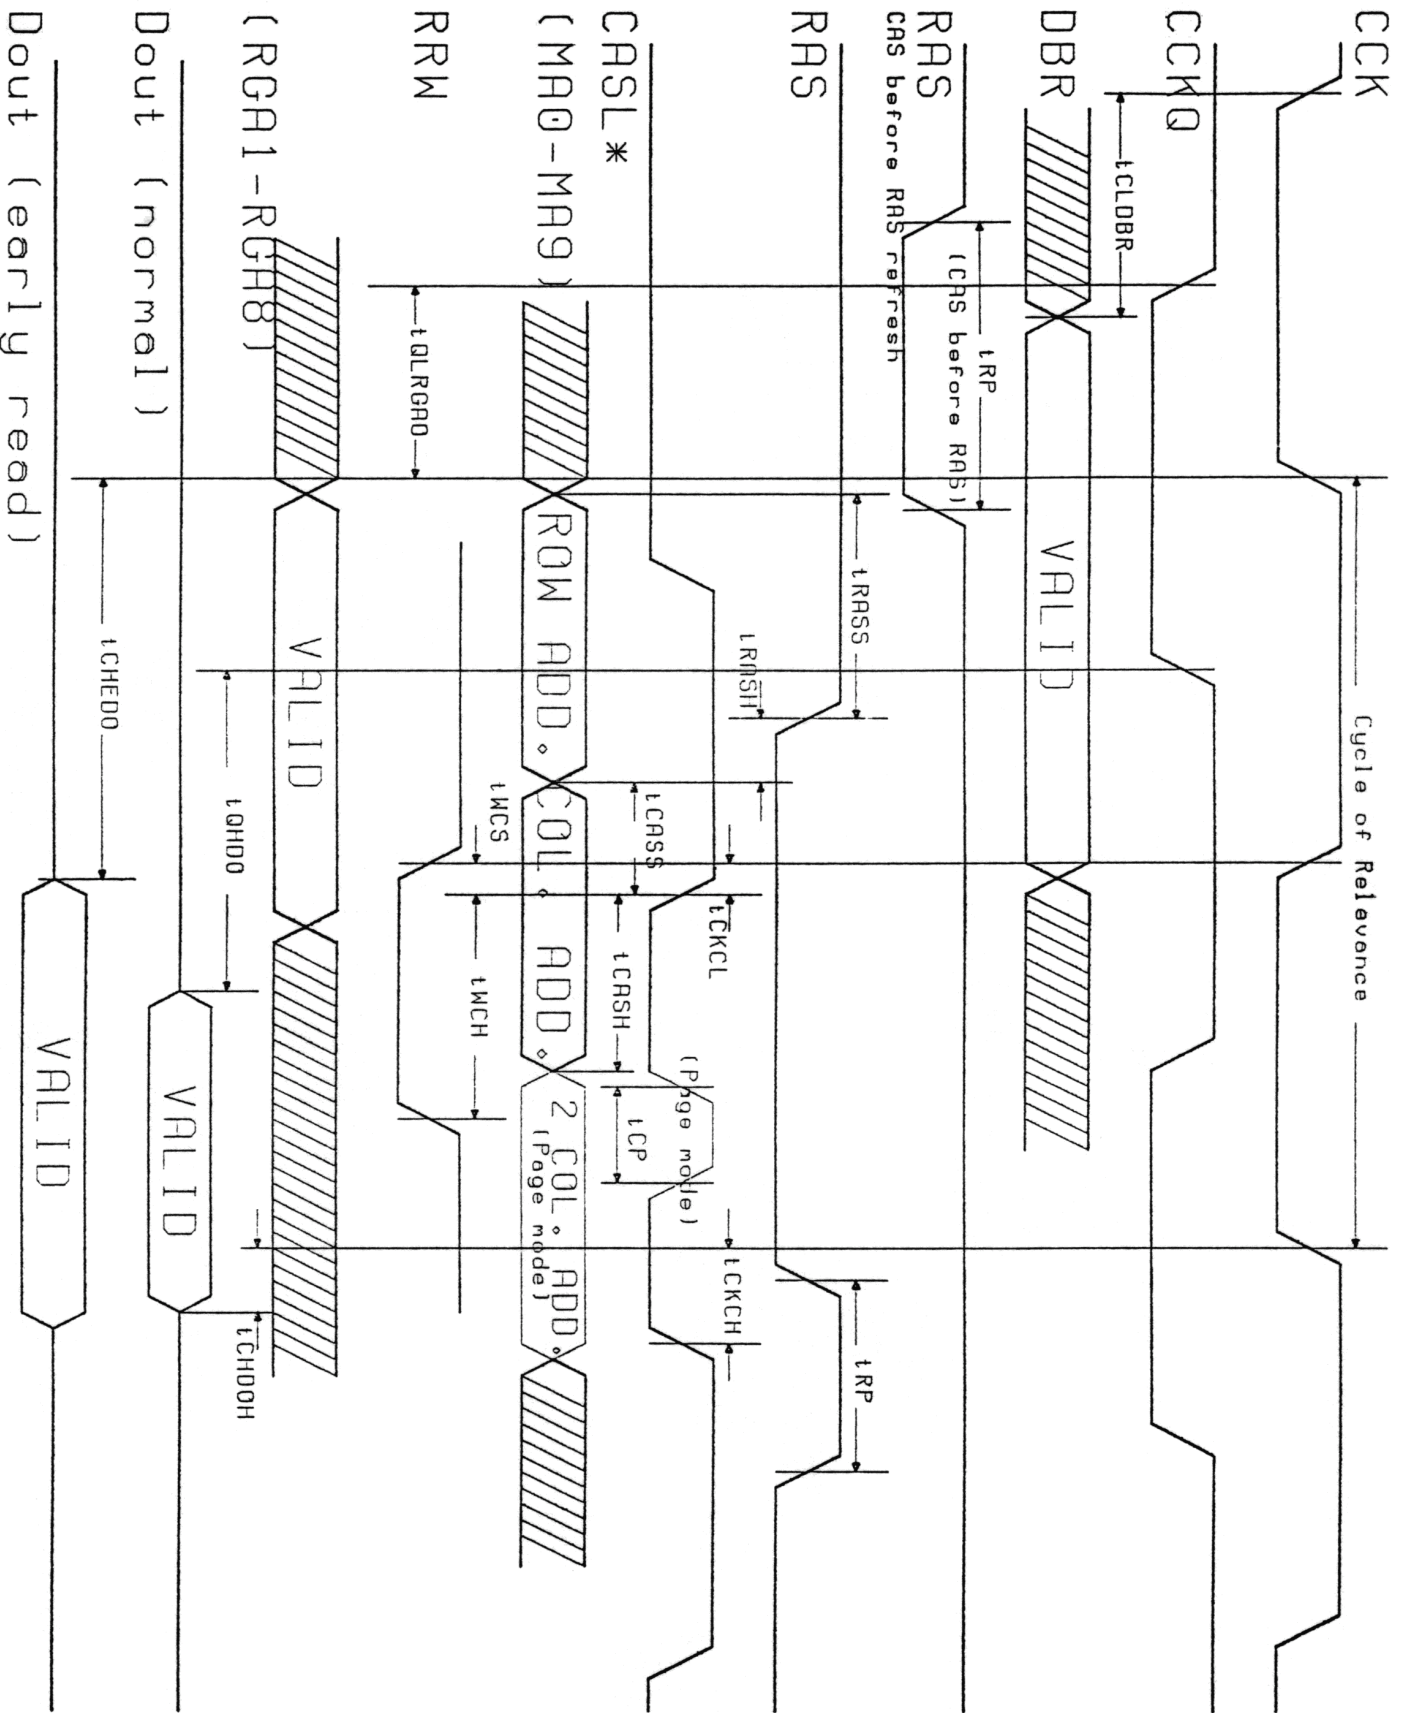 CCK
Cycle of Relevance
CCKQ
tCLDBR
DBR
VALID
RAS
CAS before RAS refresh
tRP
(CAS before RAS)
RAS
tRASS
tRP
tRASH
CASL*
tCKCL
(Page mode)
tCKCH
tCASS
tCASH
tCP
(MA0-MA9)
ROW ADD.
COL. ADD.
2 COL. ADD.
(Page mode)
RRW
tWCS
tWCH
tQLRGAO
(RGA1-RGA8)
VALID
Dout (normal)
tQHDO
VALID
tCHDOH
Dout (early read)
tCHEDO
VALID